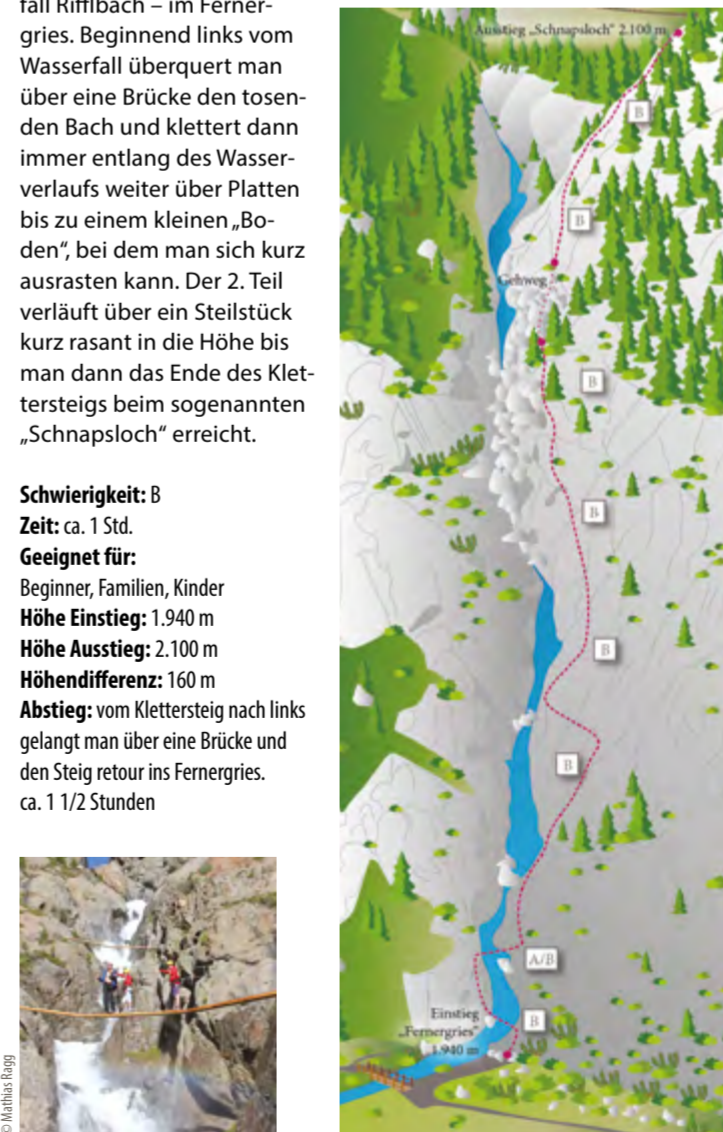 fall Rifflbach – im Ferner-
gries. Beginnend links vom
Wasserfall überquert man
über eine Brücke den tosen-
den Bach und klettert dann
immer entlang des Wasser-
verlaufs weiter über Platten
bis zu einem kleinen „Bo-
den“, bei dem man sich kurz
ausrasten kann. Der 2. Teil
verläuft über ein Steilstück
kurz rasant in die Höhe bis
man dann das Ende des Klet-
tersteigs beim sogenannten
„Schnapsloch“ erreicht.
Schwierigkeit: B
Zeit: ca. 1 Std.
Geeignet für:
Beginner, Familien, Kinder
Höhe Einstieg: 1.940 m
Höhe Ausstieg: 2.100 m
Höhendifferenz: 160 m
Abstieg: vom Klettersteig nach links
gelangt man über eine Brücke und
den Steig retour ins Fernergries.
ca. 1 1/2 Stunden
© Mathias Ragg
Ausstieg „Schnapsloch“ 2.100 m
B
B
Gehweg
B
B
B
B
A/B
B
Einstieg
„Fernergries“
1.940 m